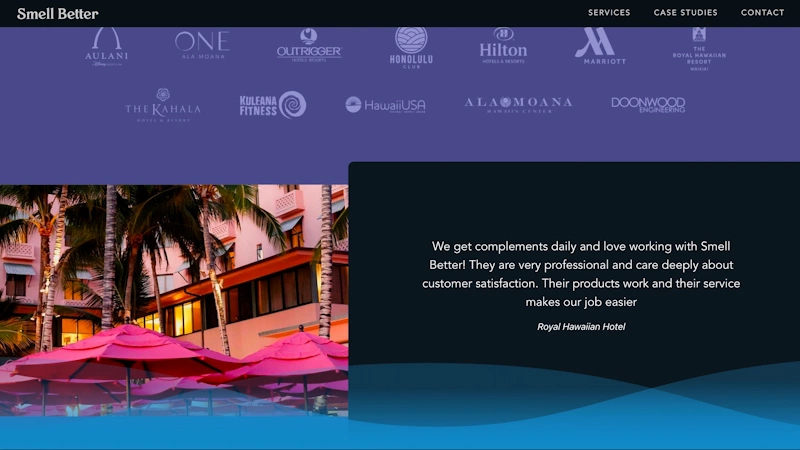 Smell Better
SERVICES CASE STUDIES CONTACT
AULANI
ONE
ALA MOANA
OUTRIGGER
HOTELS & RESORTS
HONOLULU
CLUB
Hilton
HOTELS & RESORTS
MARRIOTT
THE
ROYAL HAWAIIAN
RESORT
WAIKIKI
THE KAHALA
HOTEL & RESORT
KULEANA
FITNESS
HawaiiUSA
ALA MOANA
HAWAII'S CENTER
DOONWOOD
ENGINEERING
We get complements daily and love working with Smell
Better! They are very professional and care deeply about
customer satisfaction. Their products work and their service
makes our job easier
Royal Hawaiian Hotel